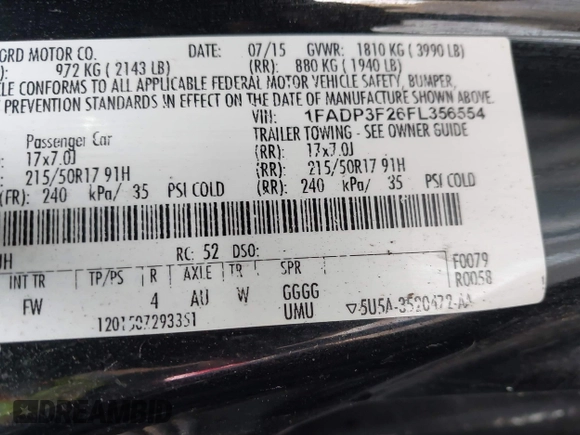 ORD MOTOR CO. DATE: 07/15 GVWR: 1810 KG ( 3990 LB)
): 972 KG ( 2143 LB) (RR): 880 KG ( 1940 LB)
LE CONFORMS TO ALL APPLICABLE FEDERAL MOTOR VEHICLE SAFETY, BUMPER,
PREVENTION STANDARDS IN EFFECT ON THE DATE OF MANUFACTURE SHOWN ABOVE.
VIN: 1FADP3F26FL356554
Passenger Car TRAILER TOWING - SEE OWNER GUIDE
17x7.0J (RR): 17x7.0J
215/50R17 91H (RR): 215/50R17 91H
(FR): 240 kPa/ 35 PSI COLD (RR): 240 kPa/ 35 PSI COLD
UH RC: 52 DSO:
INT TR TP/PS R AXLE TR SPR F0079
FW 4 AU W GGGG R0058
UMU ▽5U5A-3520472-AA
DREAMBID